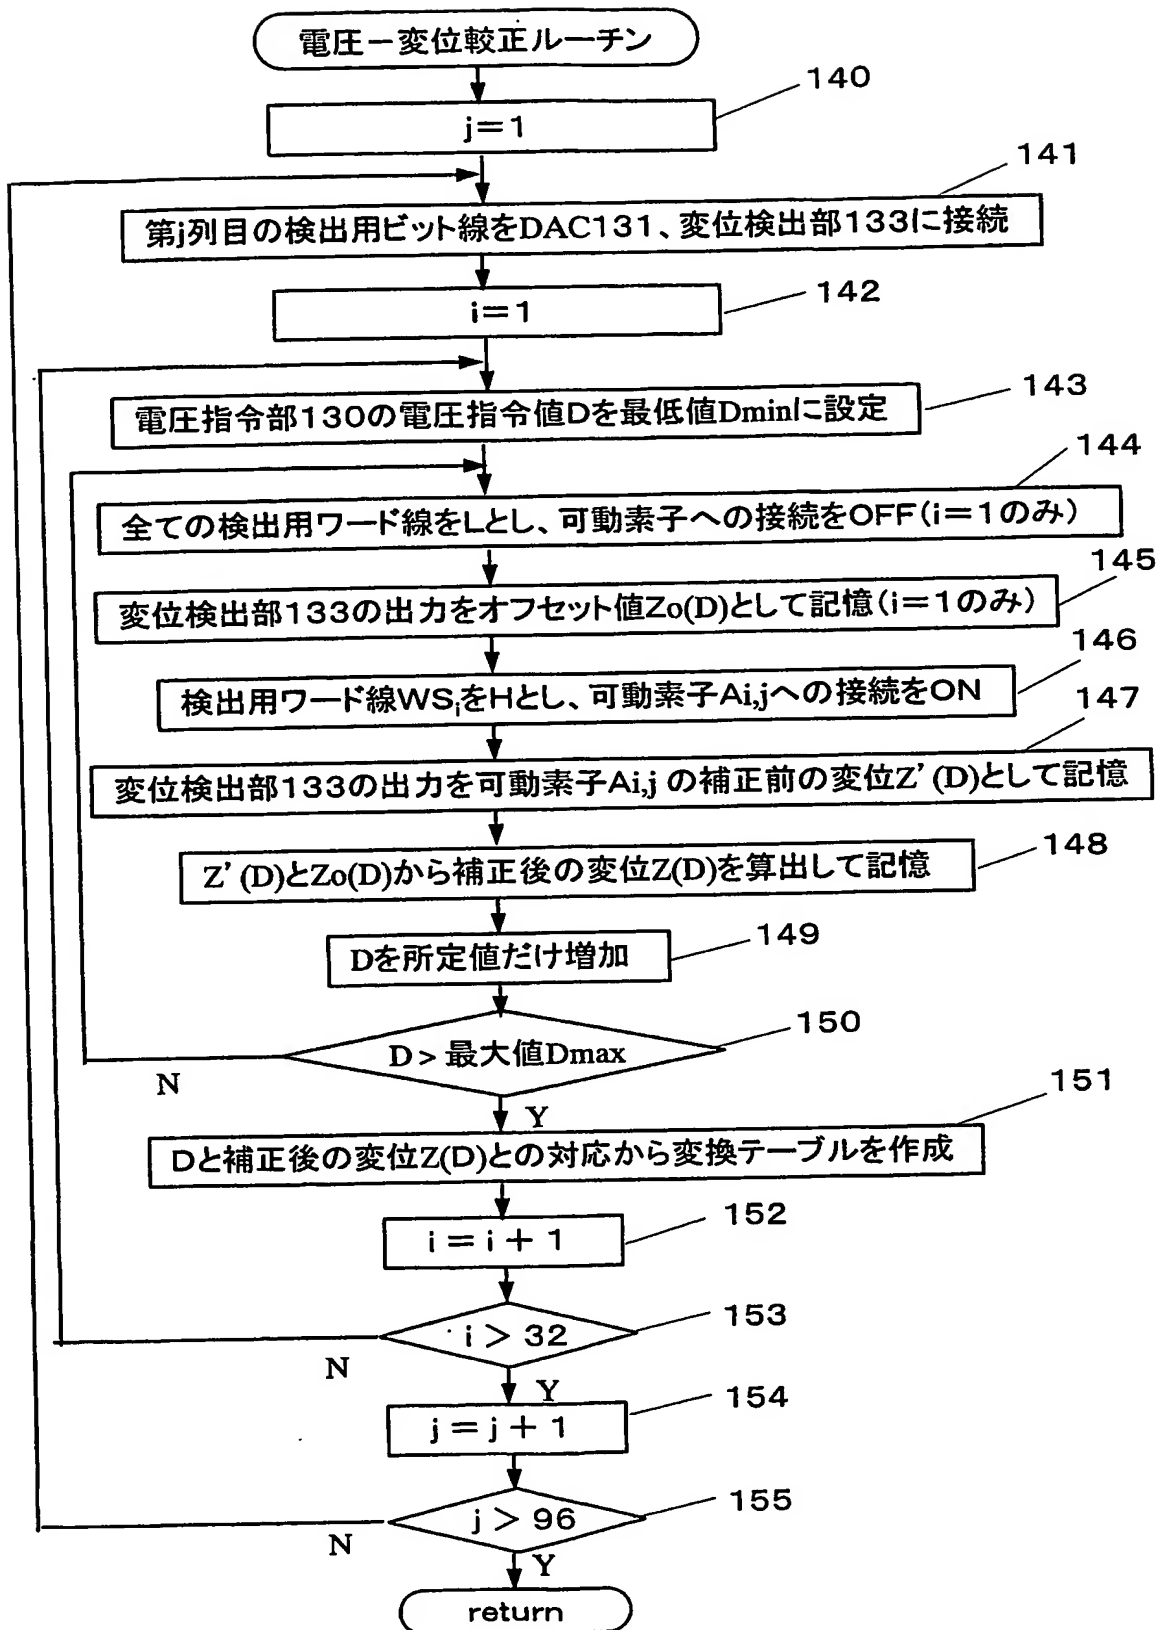 電圧－変位較正ルーチン
140
j＝1
141
第j列目の検出用ビット線をDAC131、変位検出部133に接続
142
i＝1
143
電圧指令部130の電圧指令値Dを最低値Dminに設定
144
全ての検出用ワード線をLとし、可動素子への接続をOFF（i＝1のみ）
145
変位検出部133の出力をオフセット値Zo(D)として記憶（i＝1のみ）
146
検出用ワード線WSiをHとし、可動素子Ai,jへの接続をON
147
変位検出部133の出力を可動素子Ai,jの補正前の変位Z'(D)として記憶
148
Z'(D)とZo(D)から補正後の変位Z(D)を算出して記憶
149
Dを所定値だけ増加
150
D > 最大値Dmax
N
Y
151
Dと補正後の変位Z(D)との対応から変換テーブルを作成
152
i = i + 1
153
i > 32
N
Y
154
j = j + 1
155
j > 96
N
Y
return